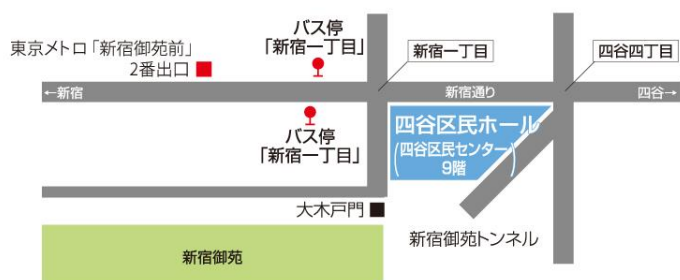 バス停
「新宿一丁目」
東京メトロ「新宿御苑前」
2番出口
新宿一丁目
四谷四丁目
←新宿
新宿通り
四谷→
バス停
「新宿一丁目」
四谷区民ホール
(四谷区民センター)
9階
大木戸門
新宿御苑トンネル
新宿御苑